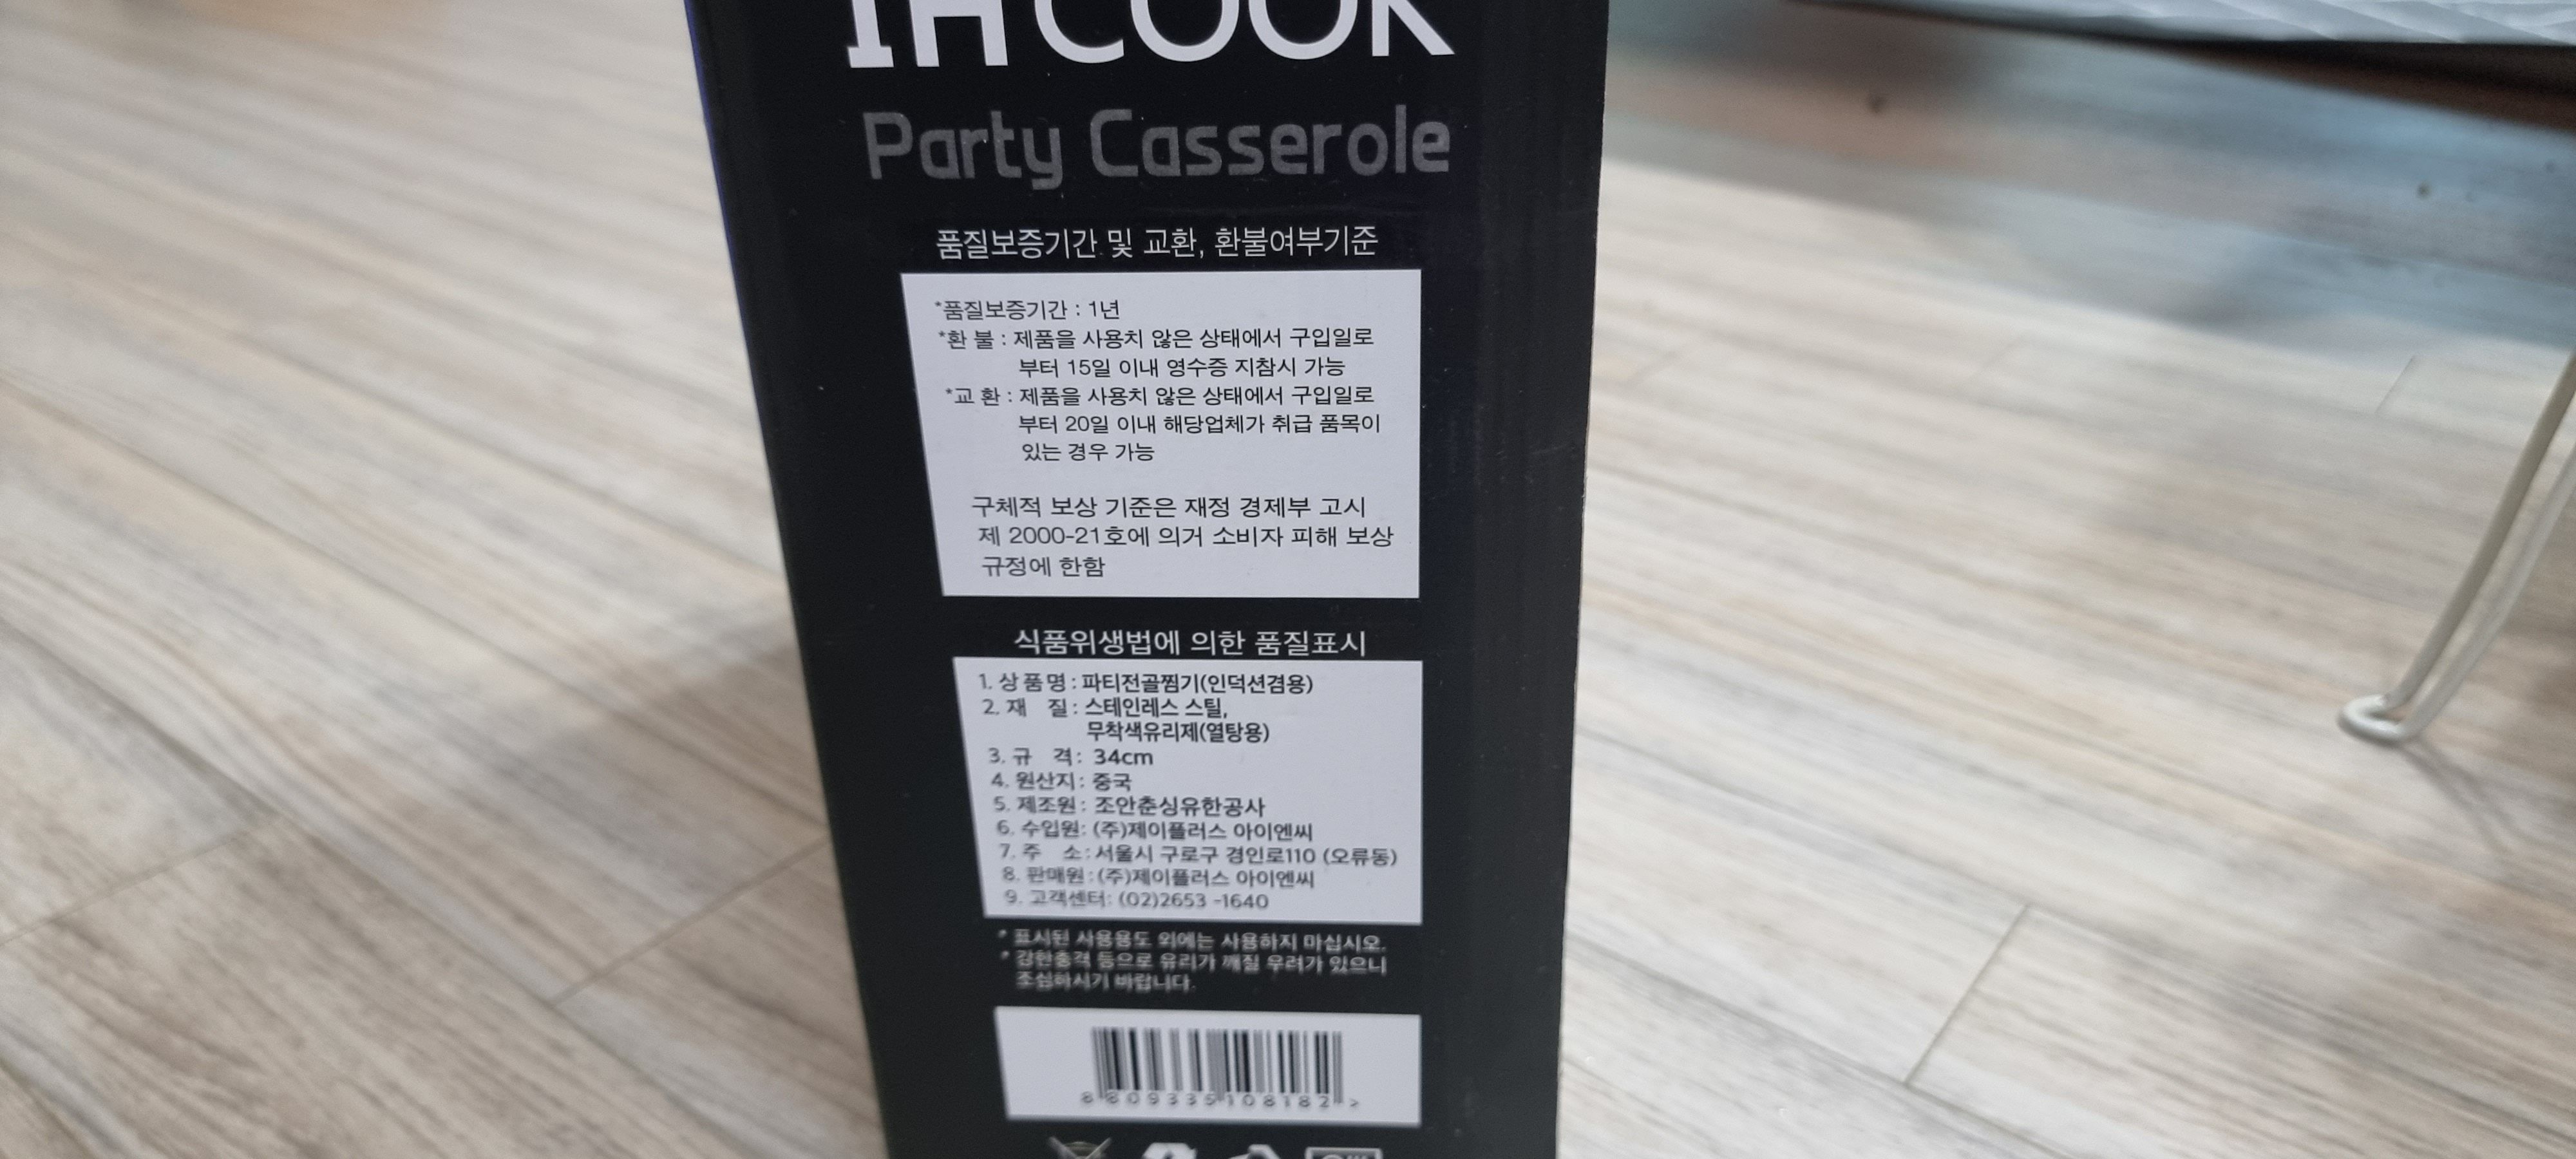 IH COOK
Party Casserole
품질보증기간 및 교환, 환불여부기준
*품질보증기간 : 1년
*환 불 : 제품을 사용치 않은 상태에서 구입일로
부터 15일 이내 영수증 지참시 가능
*교 환 : 제품을 사용치 않은 상태에서 구입일로
부터 20일 이내 해당업체가 취급 품목이
있는 경우 가능
구체적 보상 기준은 재정 경제부 고시
제 2000-21호에 의거 소비자 피해 보상
규정에 한함
식품위생법에 의한 품질표시
1. 상품명 : 파티전골찜기(인덕션겸용)
2. 재 질 : 스테인레스 스틸,
무착색유리제(열탕용)
3. 규 격 : 34cm
4. 원산지 : 중국
5. 제조원 : 조안춘싱유한공사
6. 수입원: (주)제이플러스 아이엔씨
7. 주 소 : 서울시 구로구 경인로110 (오류동)
8. 판매원 : (주)제이플러스 아이엔씨
9. 고객센터: (02)2653 -1640
* 표시된 사용용도 외에는 사용하지 마십시오.
* 강한충격 등으로 유리가 깨질 우려가 있으니
조심하시기 바랍니다.
8 809335 108182 >